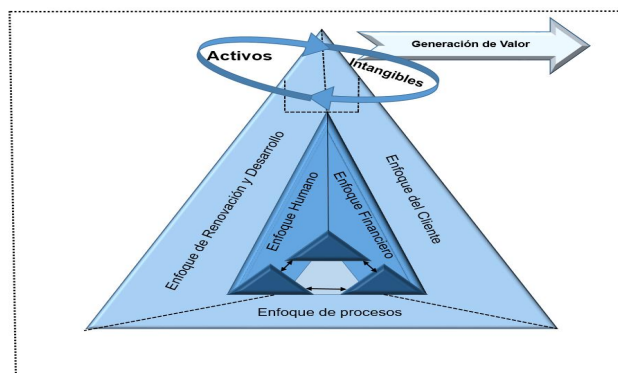 Activos
Intangibles
Generación de Valor
Enfoque de Renovación y Desarrollo
Enfoque Humano
Enfoque Financiero
Enfoque del Cliente
Enfoque de procesos